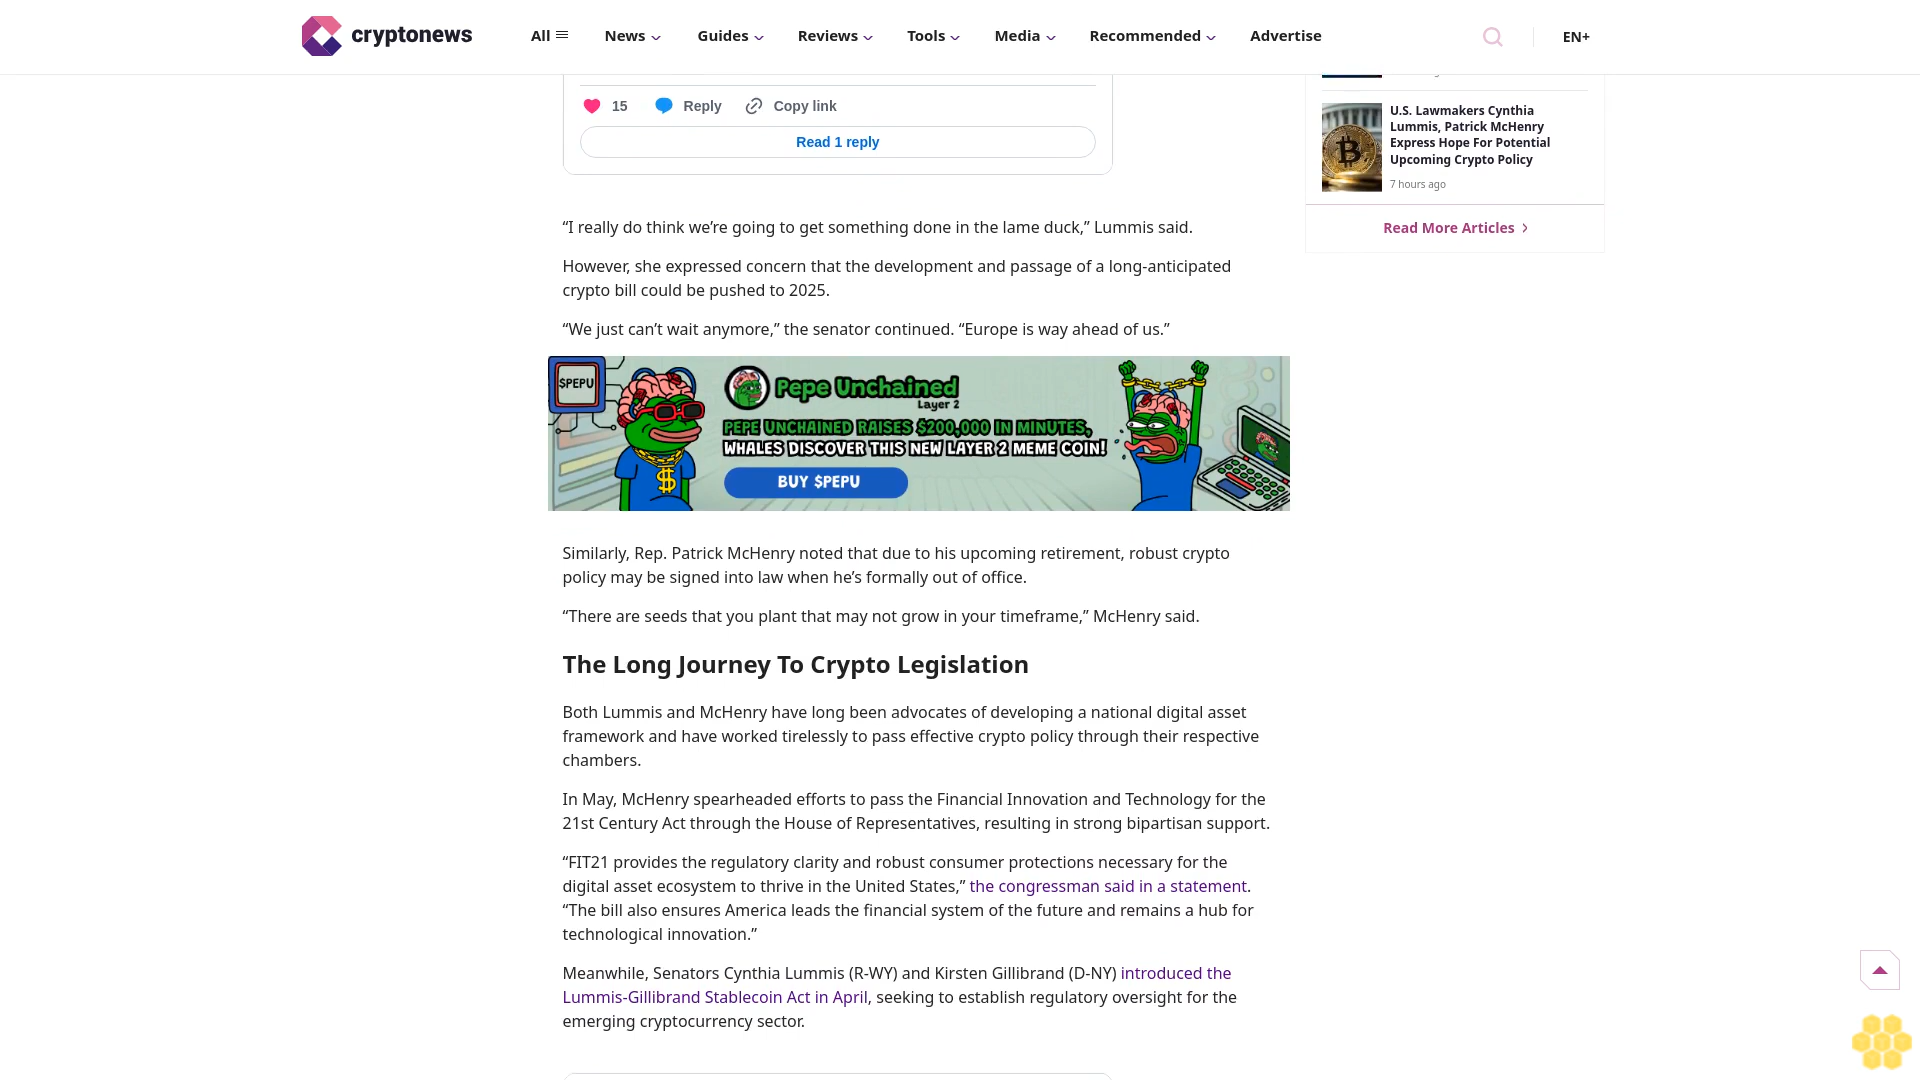 cryptonews
All
News
Guides
Reviews
Tools
Media
Recommended
Advertise
EN+
15
Reply
Copy link
Read 1 reply
“I really do think we’re going to get something done in the lame duck,” Lummis said.
However, she expressed concern that the development and passage of a long-anticipated
crypto bill could be pushed to 2025.
“We just can’t wait anymore,” the senator continued. “Europe is way ahead of us.”
$PEPU
Pepe Unchained
Layer 2
PEPE UNCHAINED RAISES $200,000 IN MINUTES,
WHALES DISCOVER THIS NEW LAYER 2 MEME COIN!
BUY $PEPU
Similarly, Rep. Patrick McHenry noted that due to his upcoming retirement, robust crypto
policy may be signed into law when he’s formally out of office.
“There are seeds that you plant that may not grow in your timeframe,” McHenry said.
The Long Journey To Crypto Legislation
Both Lummis and McHenry have long been advocates of developing a national digital asset
framework and have worked tirelessly to pass effective crypto policy through their respective
chambers.
In May, McHenry spearheaded efforts to pass the Financial Innovation and Technology for the
21st Century Act through the House of Representatives, resulting in strong bipartisan support.
“FIT21 provides the regulatory clarity and robust consumer protections necessary for the
digital asset ecosystem to thrive in the United States,” the congressman said in a statement.
“The bill also ensures America leads the financial system of the future and remains a hub for
technological innovation.”
Meanwhile, Senators Cynthia Lummis (R-WY) and Kirsten Gillibrand (D-NY) introduced the
Lummis-Gillibrand Stablecoin Act in April, seeking to establish regulatory oversight for the
emerging cryptocurrency sector.
U.S. Lawmakers Cynthia
Lummis, Patrick McHenry
Express Hope For Potential
Upcoming Crypto Policy
7 hours ago
Read More Articles